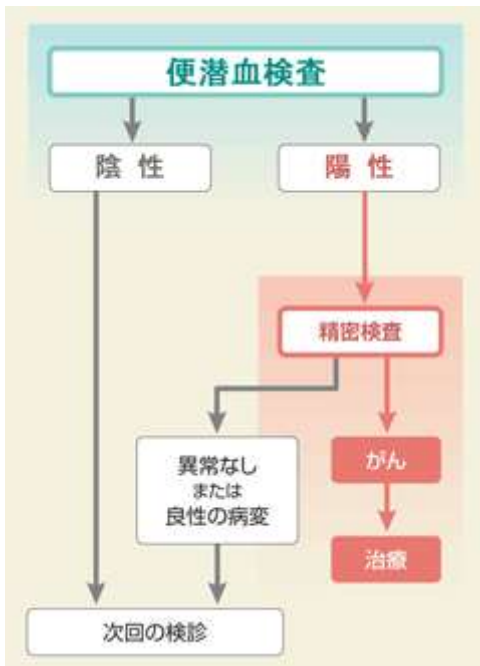 便潜血検査
陰性
陽性
精密検査
異常なし
または
良性の病変
がん
治療
次回の検診